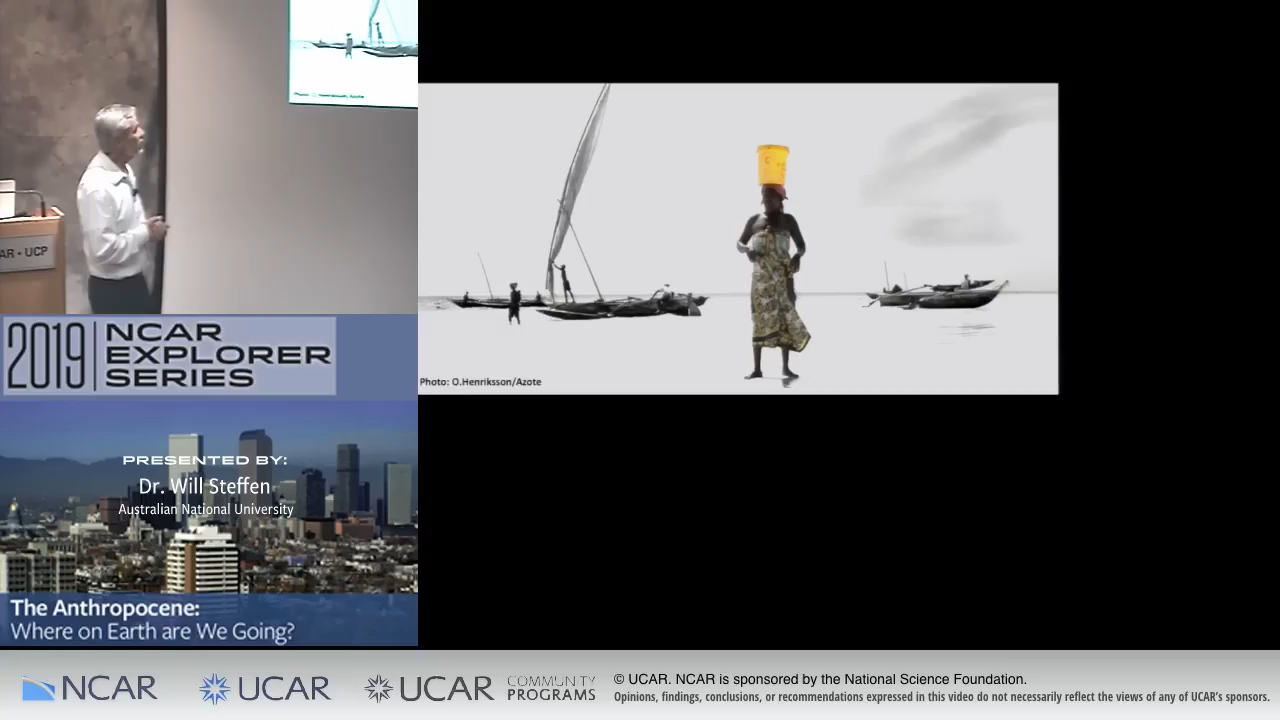 AR • UCP
2019
NCAR
EXPLORER
SERIES
PRESENTED BY:
Dr. Will Steffen
Australian National University
The Anthropocene:
Where on Earth are We Going?
Photo: O.Henriksson/Azote
NCAR
UCAR
UCAR
COMMUNITY
PROGRAMS
© UCAR. NCAR is sponsored by the National Science Foundation.
Opinions, findings, conclusions, or recommendations expressed in this video do not necessarily reflect the views of any of UCAR's sponsors.